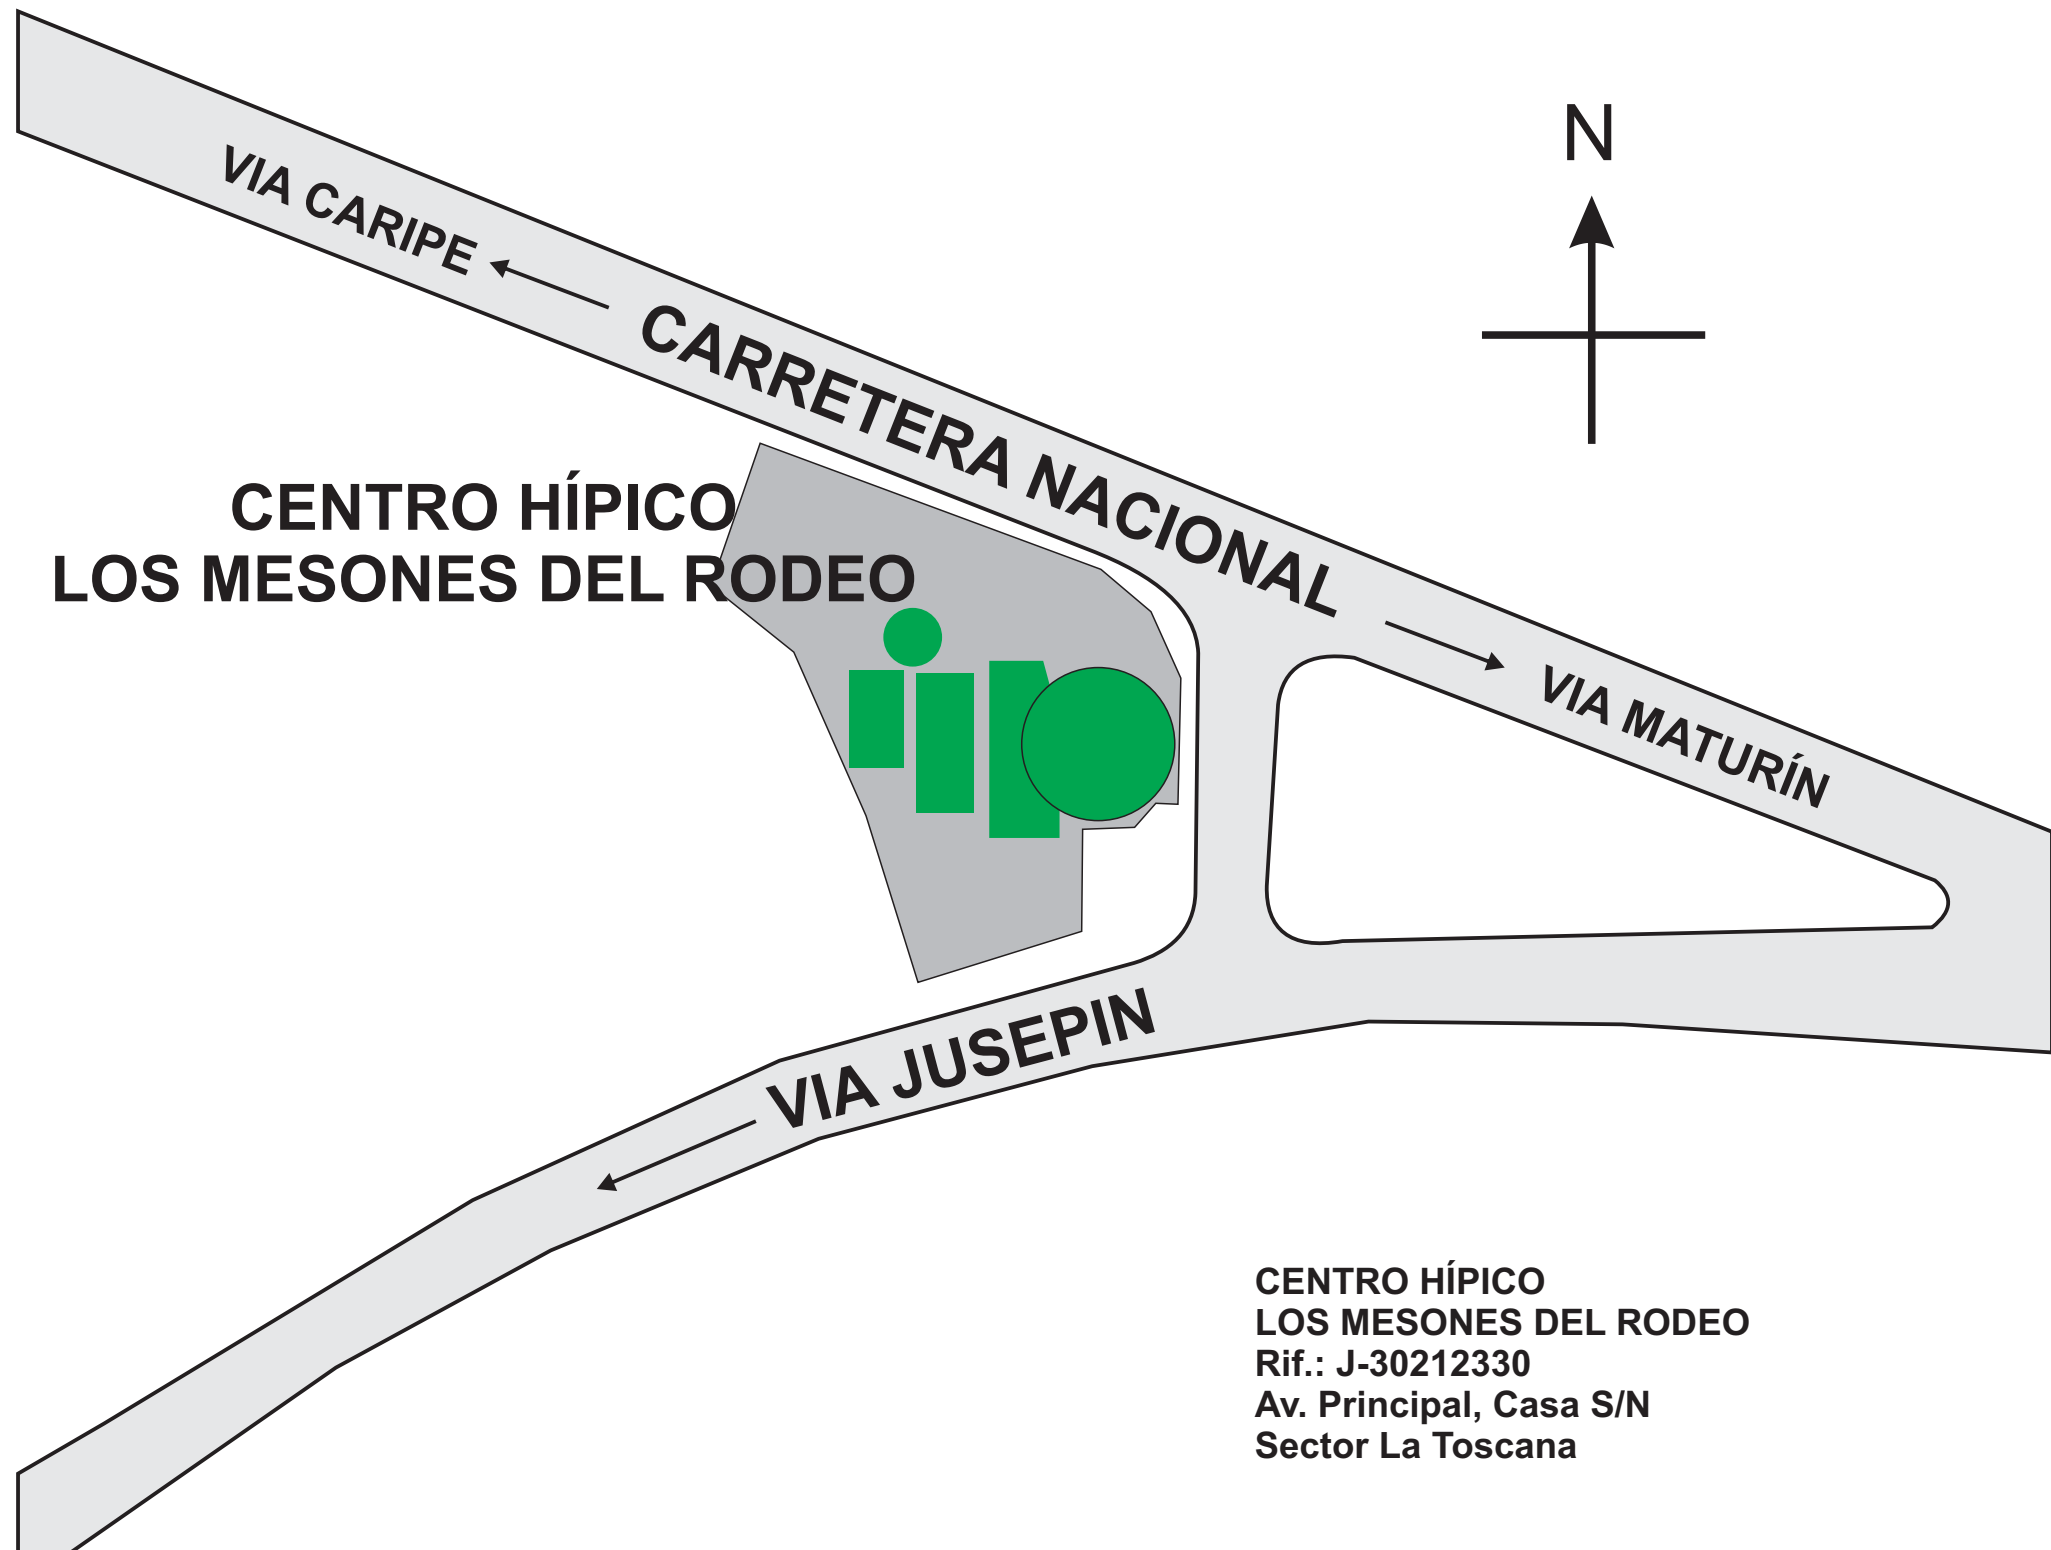 N
VIA CARIPE
CARRETERA NACIONAL
CENTRO HÍPICO
LOS MESONES DEL RODEO
VIA MATURÍN
VIA JUSEPIN
CENTRO HÍPICO
LOS MESONES DEL RODEO
Rif.: J-30212330
Av. Principal, Casa S/N
Sector La Toscana